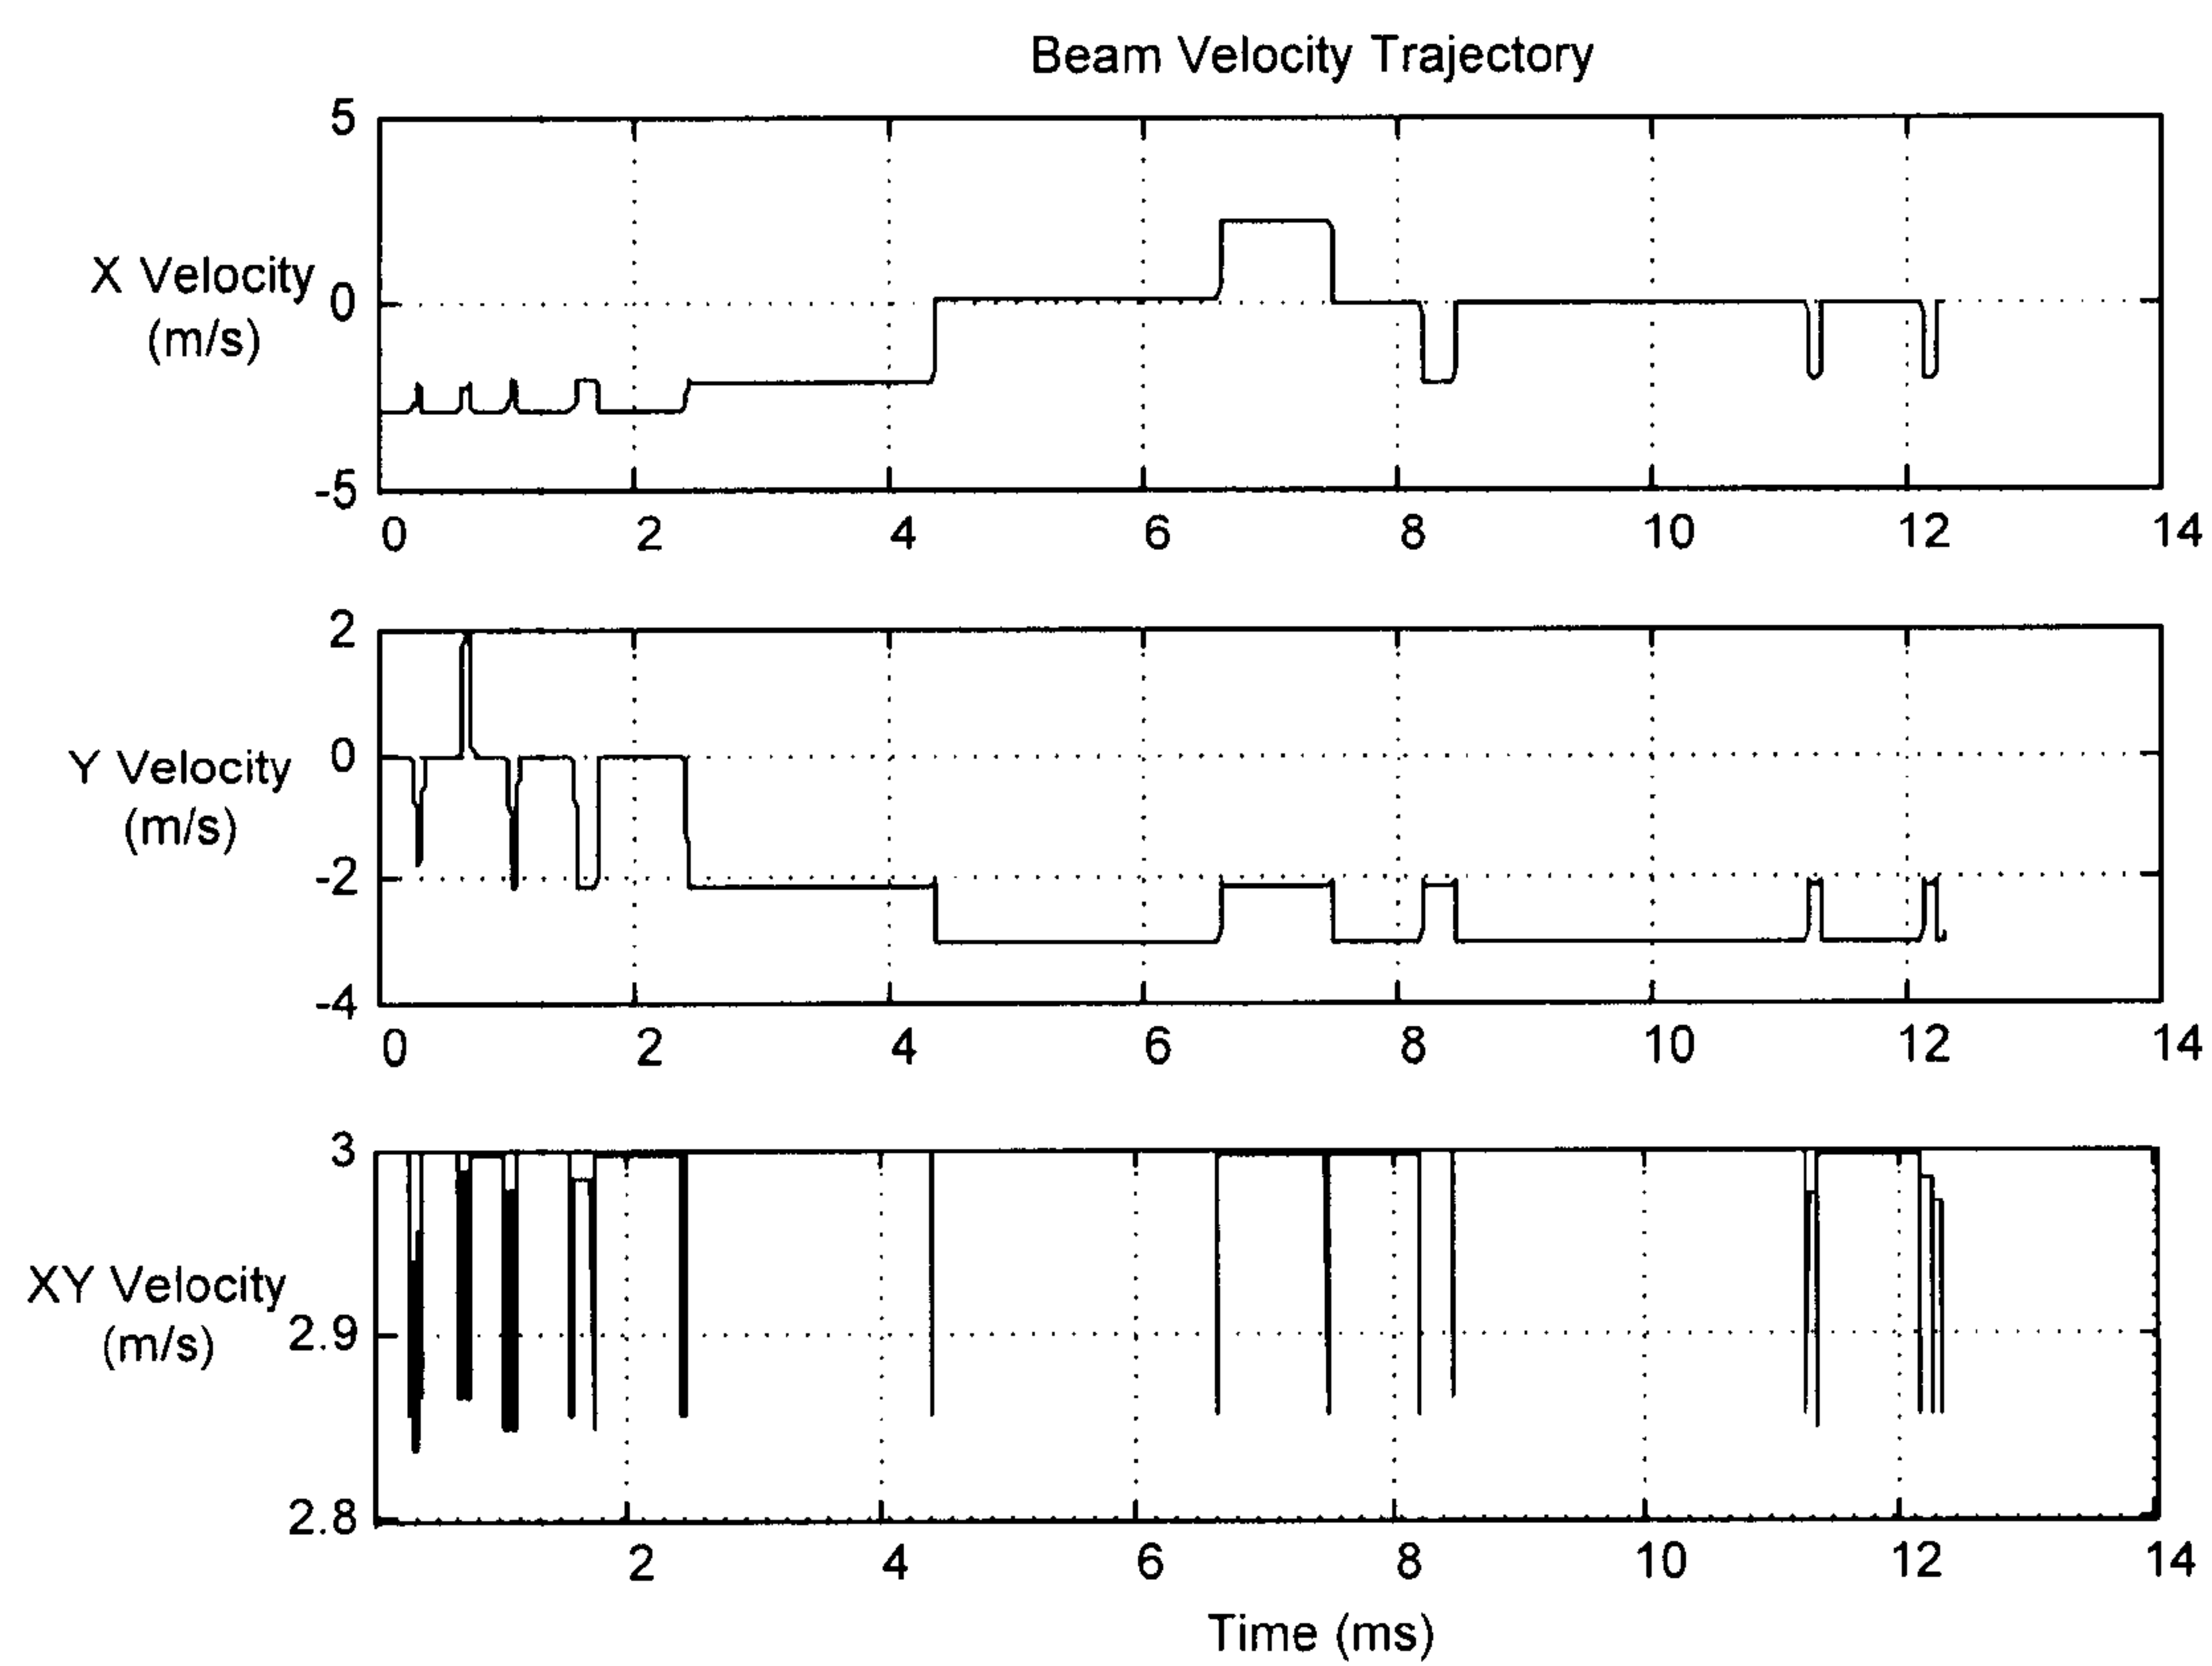 Beam Velocity Trajectory
5
X Velocity
(m/s)
0
-5
0 2 4 6 8 10 12 14
2
Y Velocity
(m/s)
0
-2
-4
0 2 4 6 8 10 12 14
3
XY Velocity
(m/s)
2.9
2.8
2 4 6 8 10 12 14
Time (ms)